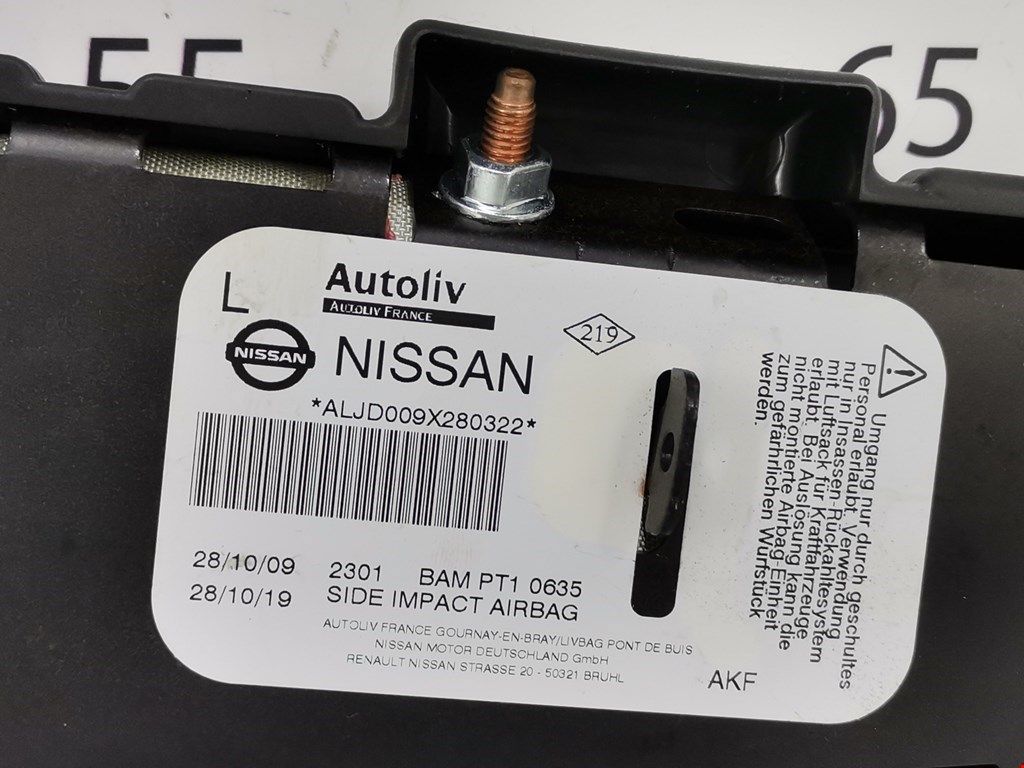 55
65
L
Autoliv
AUTOLIV FRANCE
NISSAN
NISSAN
219
*ALJD009X280322*
28/10/09 2301 BAM PT1 0635
28/10/19 SIDE IMPACT AIRBAG
AUTOLIV FRANCE GOURNAY-EN-BRAY/LIVBAG PONT DE BUIS
NISSAN MOTOR DEUTSCHLAND GmbH
RENAULT NISSAN STRASSE 20 - 50321 BRUHL
AKF
Umgang nur durch geschultes
Personal erlaubt. Verwendung
nur in Insassen-Rückahltesystem
mit Luftsack für Kraftfahrzeuge
erlaubt. Bei Auslösung kann die
nicht montierte Airbag-Einheit
zum gefährlichen Wurfstück
werden.